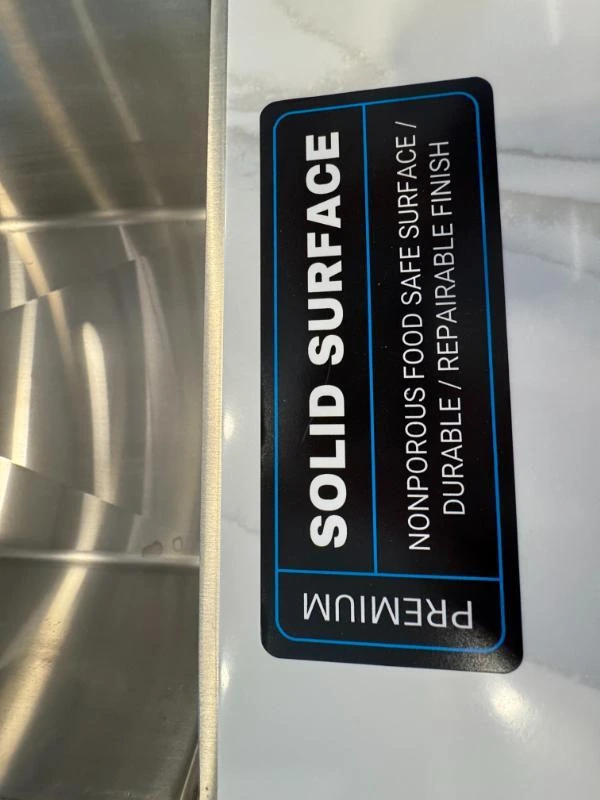 PREMIUM
SOLID SURFACE
NONPOROUS FOOD SAFE SURFACE /
DURABLE / REPAIRABLE FINISH